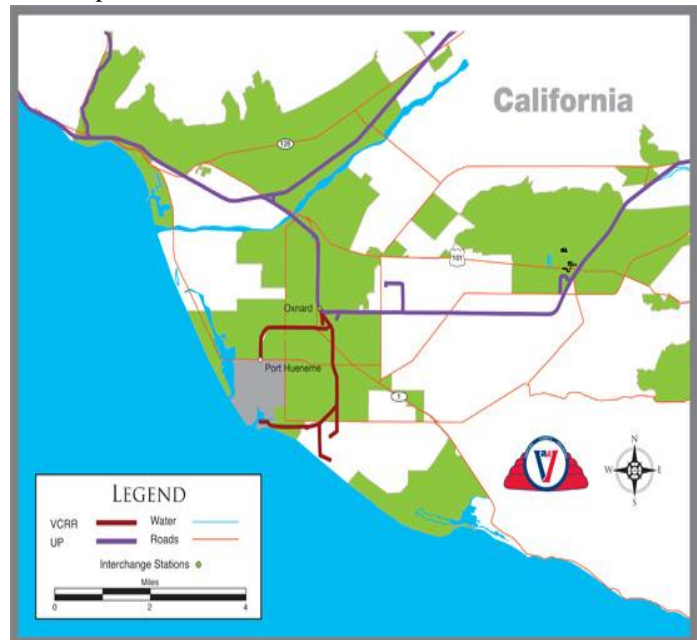 California
126
101
Oxnard
Port Hueneme
1
N
W E
S
LEGEND
VCRR Water
UP Roads
Interchange Stations
Miles
0 2 4